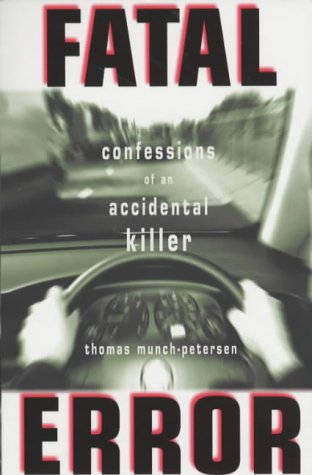 FATAL
confessions
of an
accidental
killer
thomas munch-petersen
ERROR